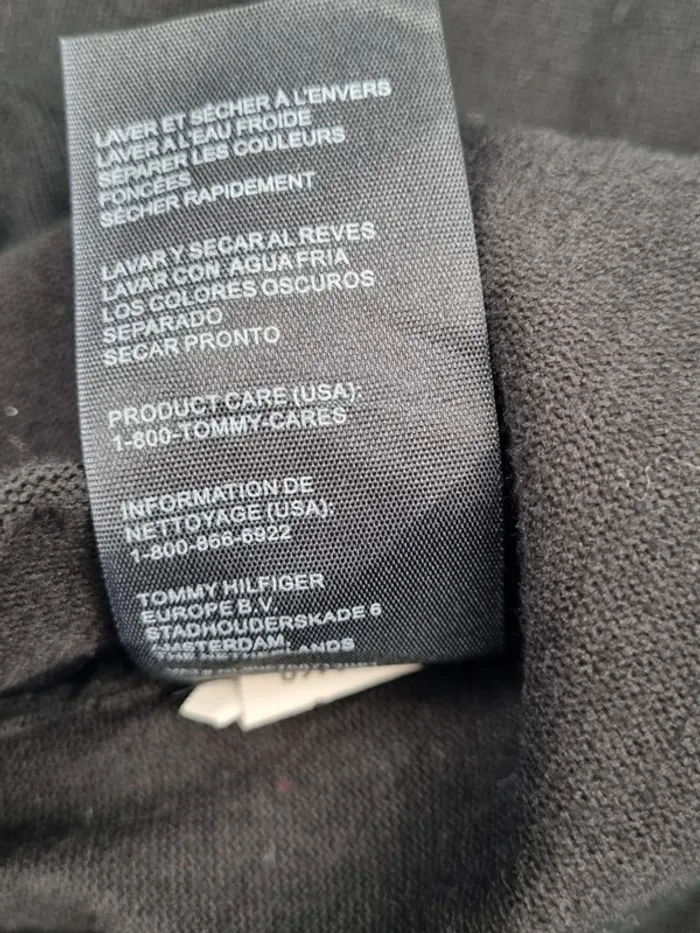 LAVER ET SÉCHER À L'ENVERS
LAVER A L'EAU FROIDE
SÉPARER LES COULEURS
FONCÉES
SÉCHER RAPIDEMENT
LAVAR Y SECAR AL REVES
LAVAR CON AGUA FRIA
LOS COLORES OSCUROS
SEPARADO
SECAR PRONTO
PRODUCT CARE (USA):
1-800-TOMMY-CARES
INFORMATION DE
NETTOYAGE (USA):
1-800-866-6922
TOMMY HILFIGER
EUROPE B.V.
STADHOUDERSKADE 6
AMSTERDAM,